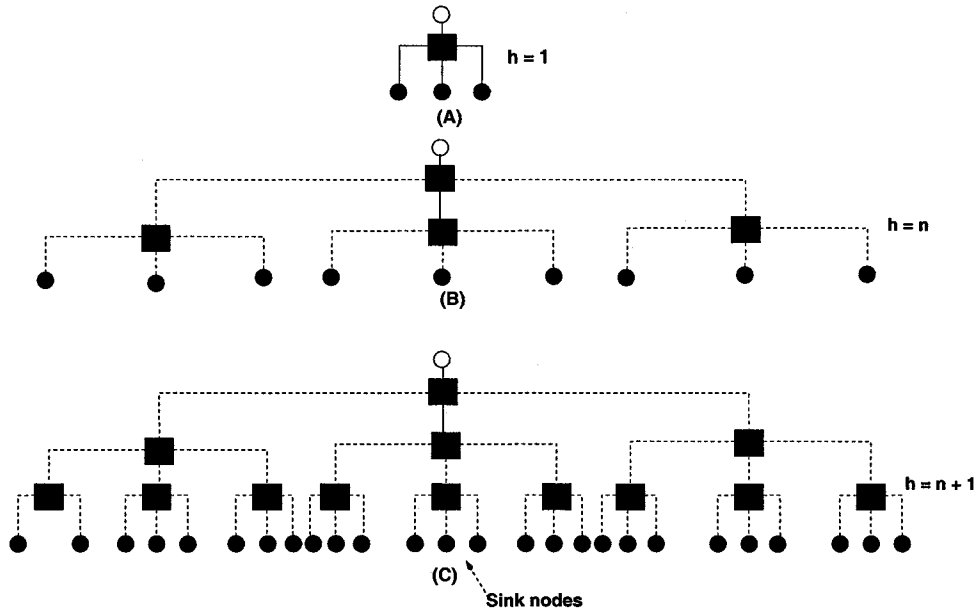 h = 1
(A)
h = n
(B)
h = n + 1
(C)
Sink nodes